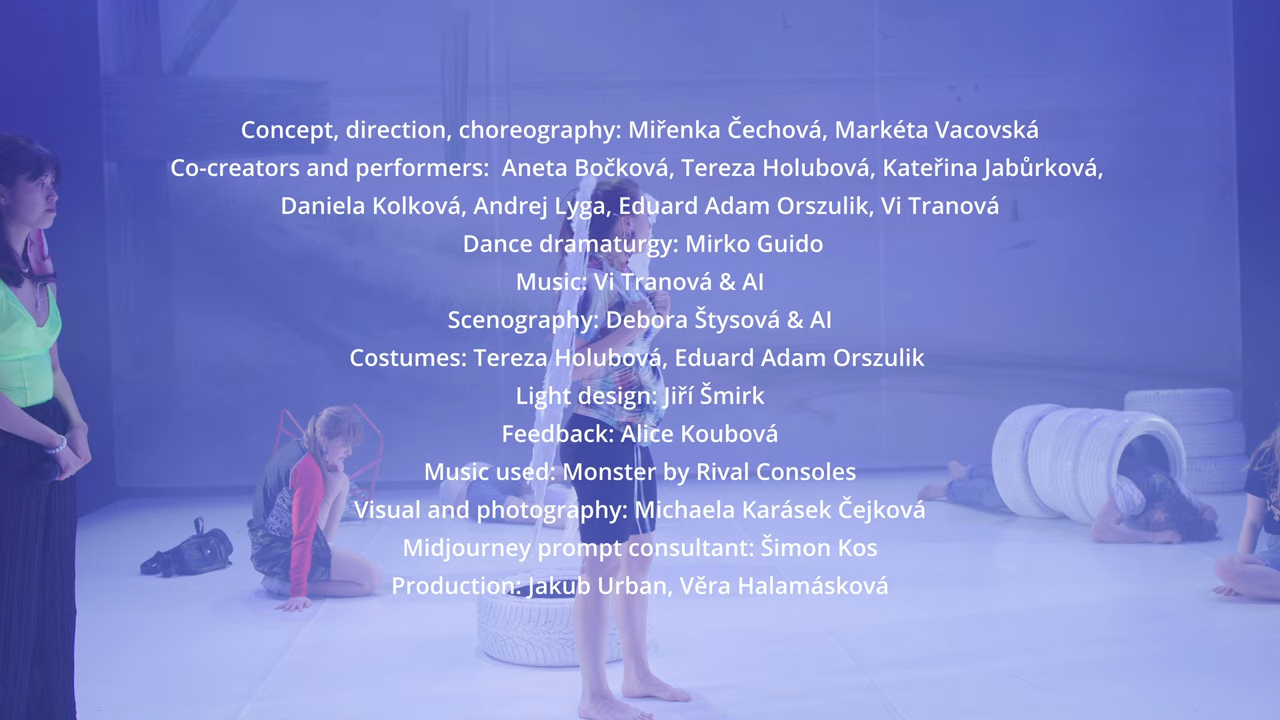 Concept, direction, choreography: Miřenka Čechová, Markéta Vacovská
Co-creators and performers: Aneta Bočková, Tereza Holubová, Kateřina Jabůrková,
Daniela Kolková, Andrej Lyga, Eduard Adam Orszulik, Vi Tranová
Dance dramaturgy: Mirko Guido
Music: Vi Tranová & AI
Scenography: Debora Štysová & AI
Costumes: Tereza Holubová, Eduard Adam Orszulik
Light design: Jiří Šmirk
Feedback: Alice Koubová
Music used: Monster by Rival Consoles
Visual and photography: Michaela Karásek Čejková
Midjourney prompt consultant: Šimon Kos
Production: Jakub Urban, Věra Halamásková